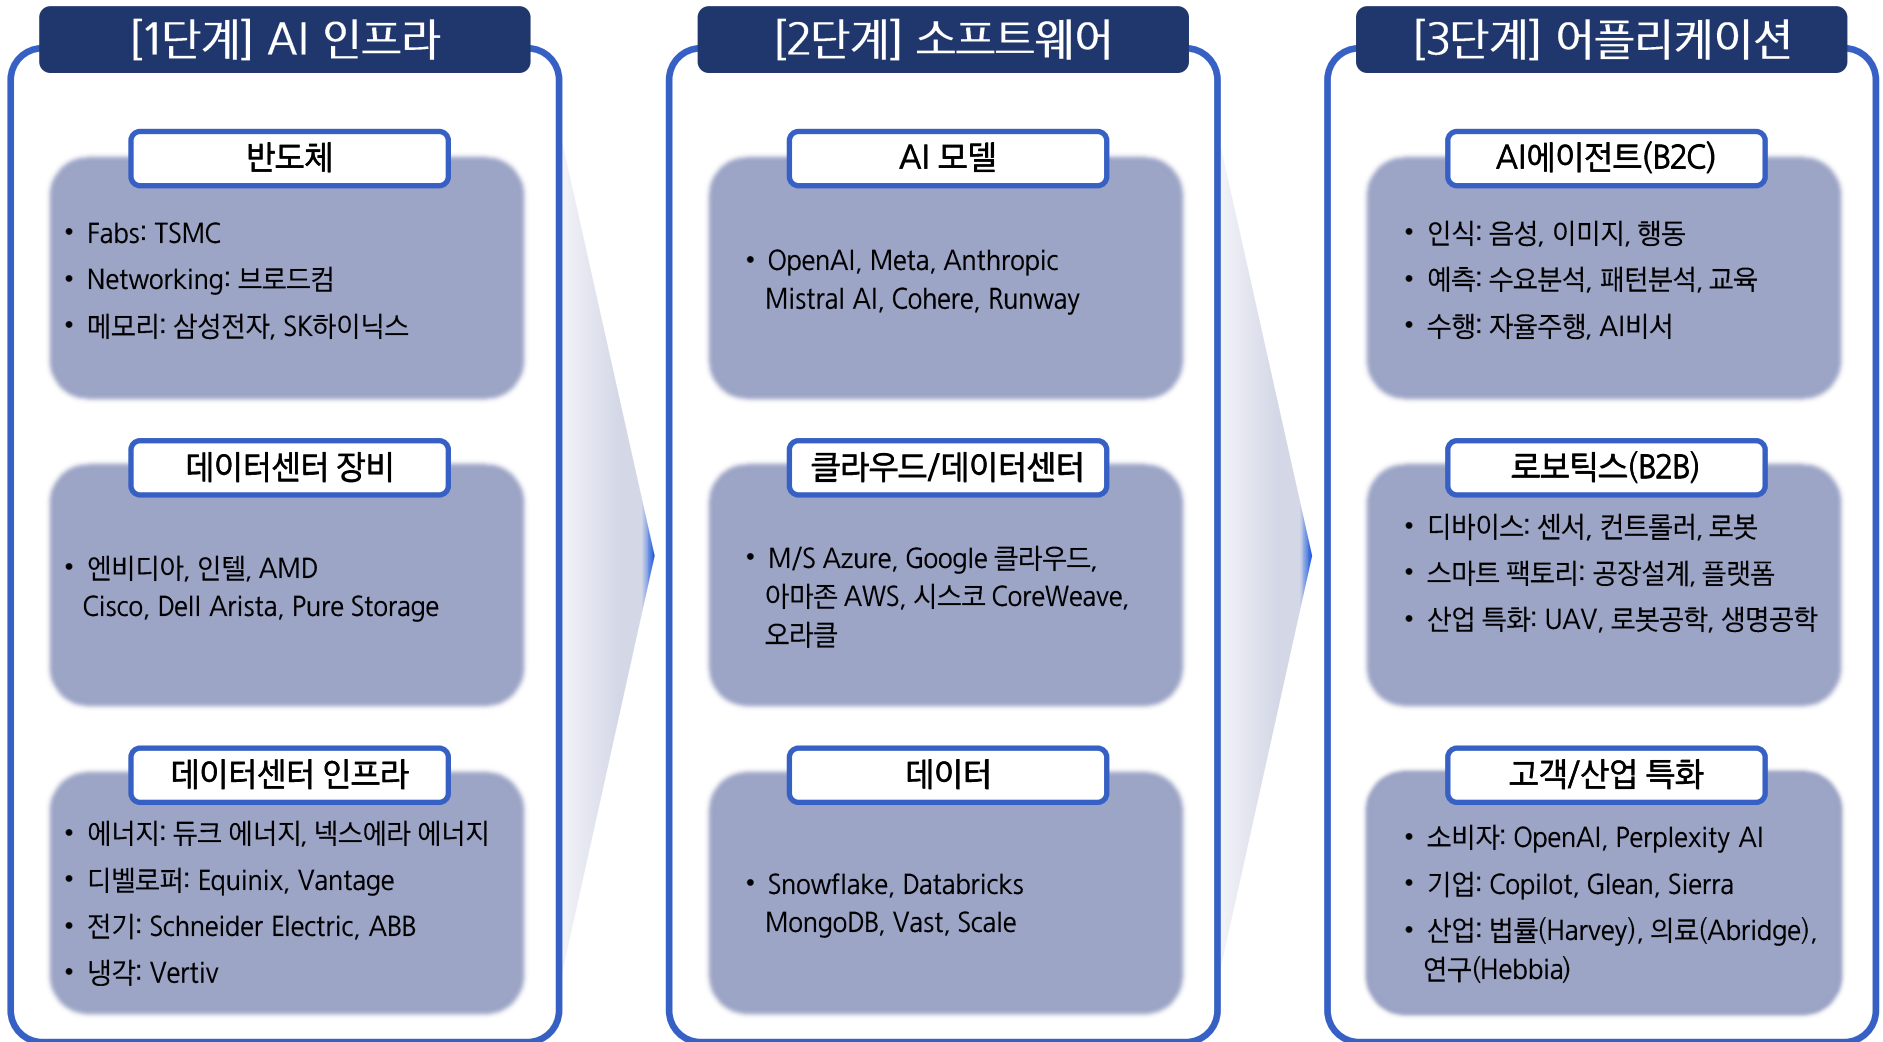 [1단계] AI 인프라
반도체
• Fabs: TSMC
• Networking: 브로드컴
• 메모리: 삼성전자, SK하이닉스
데이터센터 장비
• 엔비디아, 인텔, AMD
Cisco, Dell Arista, Pure Storage
데이터센터 인프라
• 에너지: 듀크 에너지, 넥스에라 에너지
• 디벨로퍼: Equinix, Vantage
• 전기: Schneider Electric, ABB
• 냉각: Vertiv
[2단계] 소프트웨어
AI 모델
• OpenAI, Meta, Anthropic
Mistral AI, Cohere, Runway
클라우드/데이터센터
• M/S Azure, Google 클라우드,
아마존 AWS, 시스코 CoreWeave,
오라클
데이터
• Snowflake, Databricks
MongoDB, Vast, Scale
[3단계] 어플리케이션
AI에이전트(B2C)
• 인식: 음성, 이미지, 행동
• 예측: 수요분석, 패턴분석, 교육
• 수행: 자율주행, AI비서
로보틱스(B2B)
• 디바이스: 센서, 컨트롤러, 로봇
• 스마트 팩토리: 공장설계, 플랫폼
• 산업 특화: UAV, 로봇공학, 생명공학
고객/산업 특화
• 소비자: OpenAI, Perplexity AI
• 기업: Copilot, Glean, Sierra
• 산업: 법률(Harvey), 의료(Abridge),
연구(Hebbia)